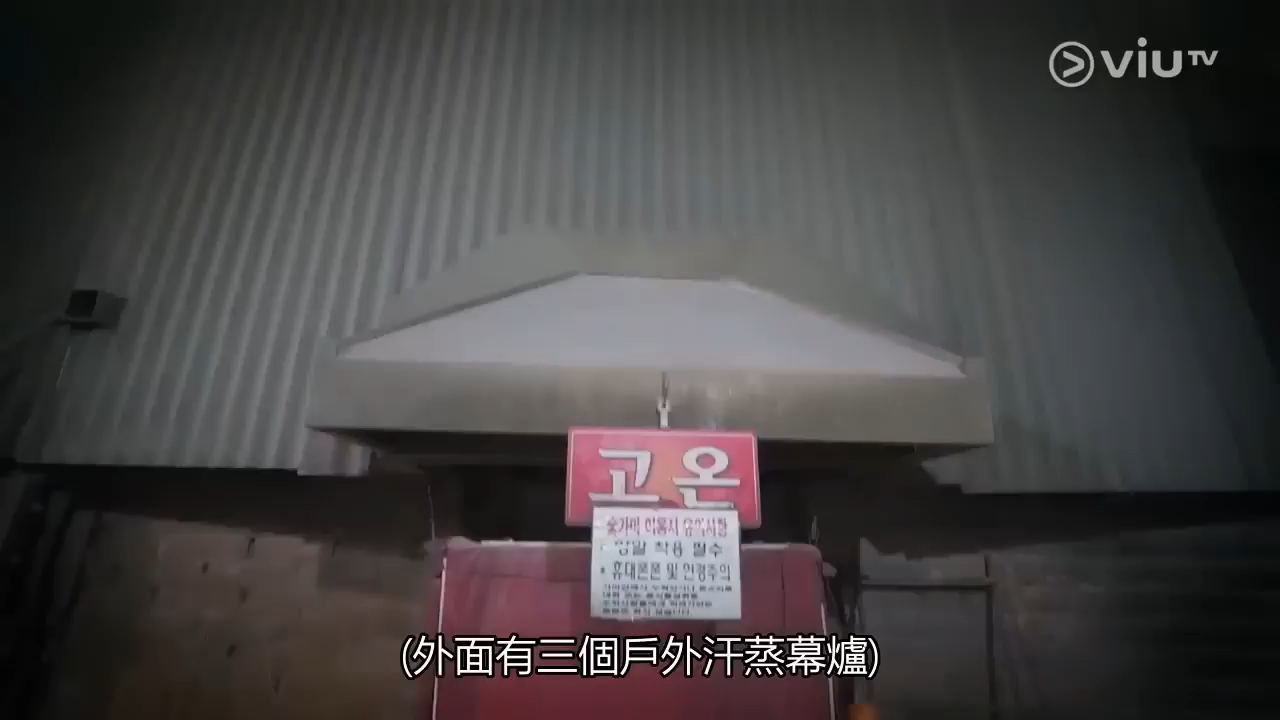 viuTV
고온
숯가마 이용시 유의사항
양말 착용 필수
* 휴대폰폰 및 안경주의
(外面有三個戶外汗蒸幕爐)